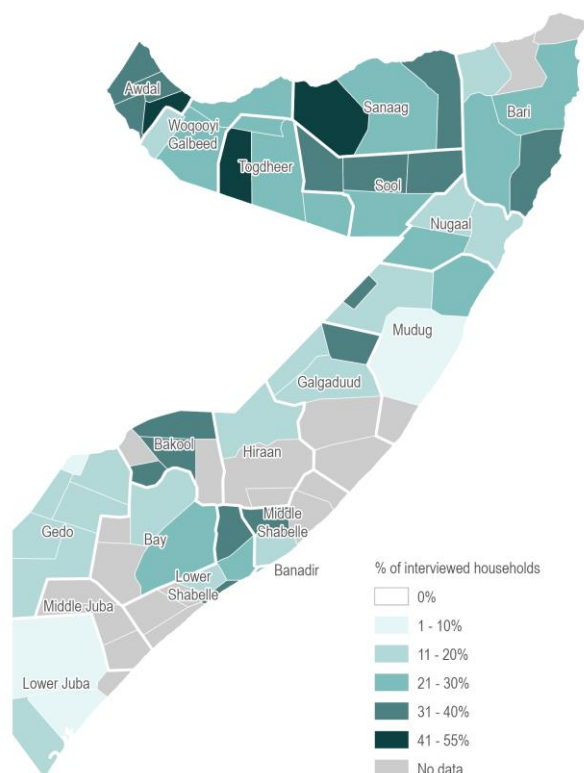 Awdal
Woqooyi
Galbeed
Togdheer
Sanaag
Sool
Bari
Nugaal
Mudug
Galgaduud
Hiraan
Bakool
Gedo
Bay
Middle
Shabelle
Banadir
Lower
Shabelle
Middle Juba
Lower Juba
% of interviewed households
0%
1 - 10%
11 - 20%
21 - 30%
31 - 40%
41 - 55%
No data